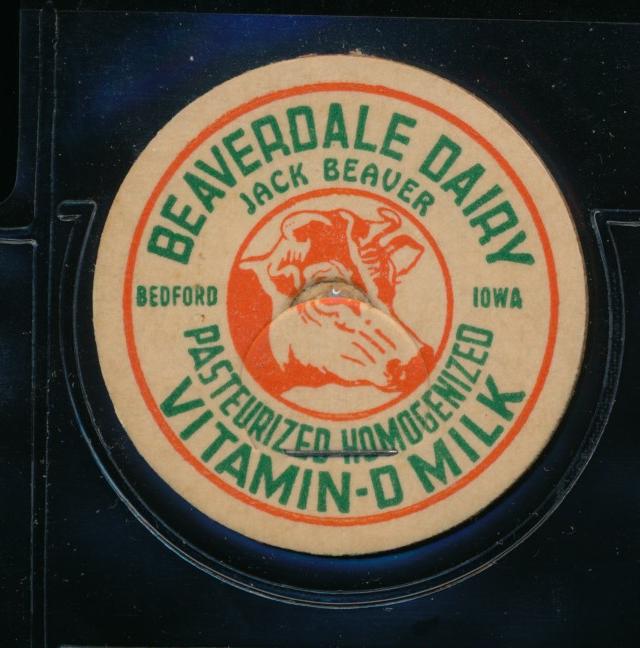 BEAVERDALE DAIRY
JACK BEAVER
BEDFORD IOWA
PASTEURIZED HOMOGENIZED
VITAMIN-D MILK